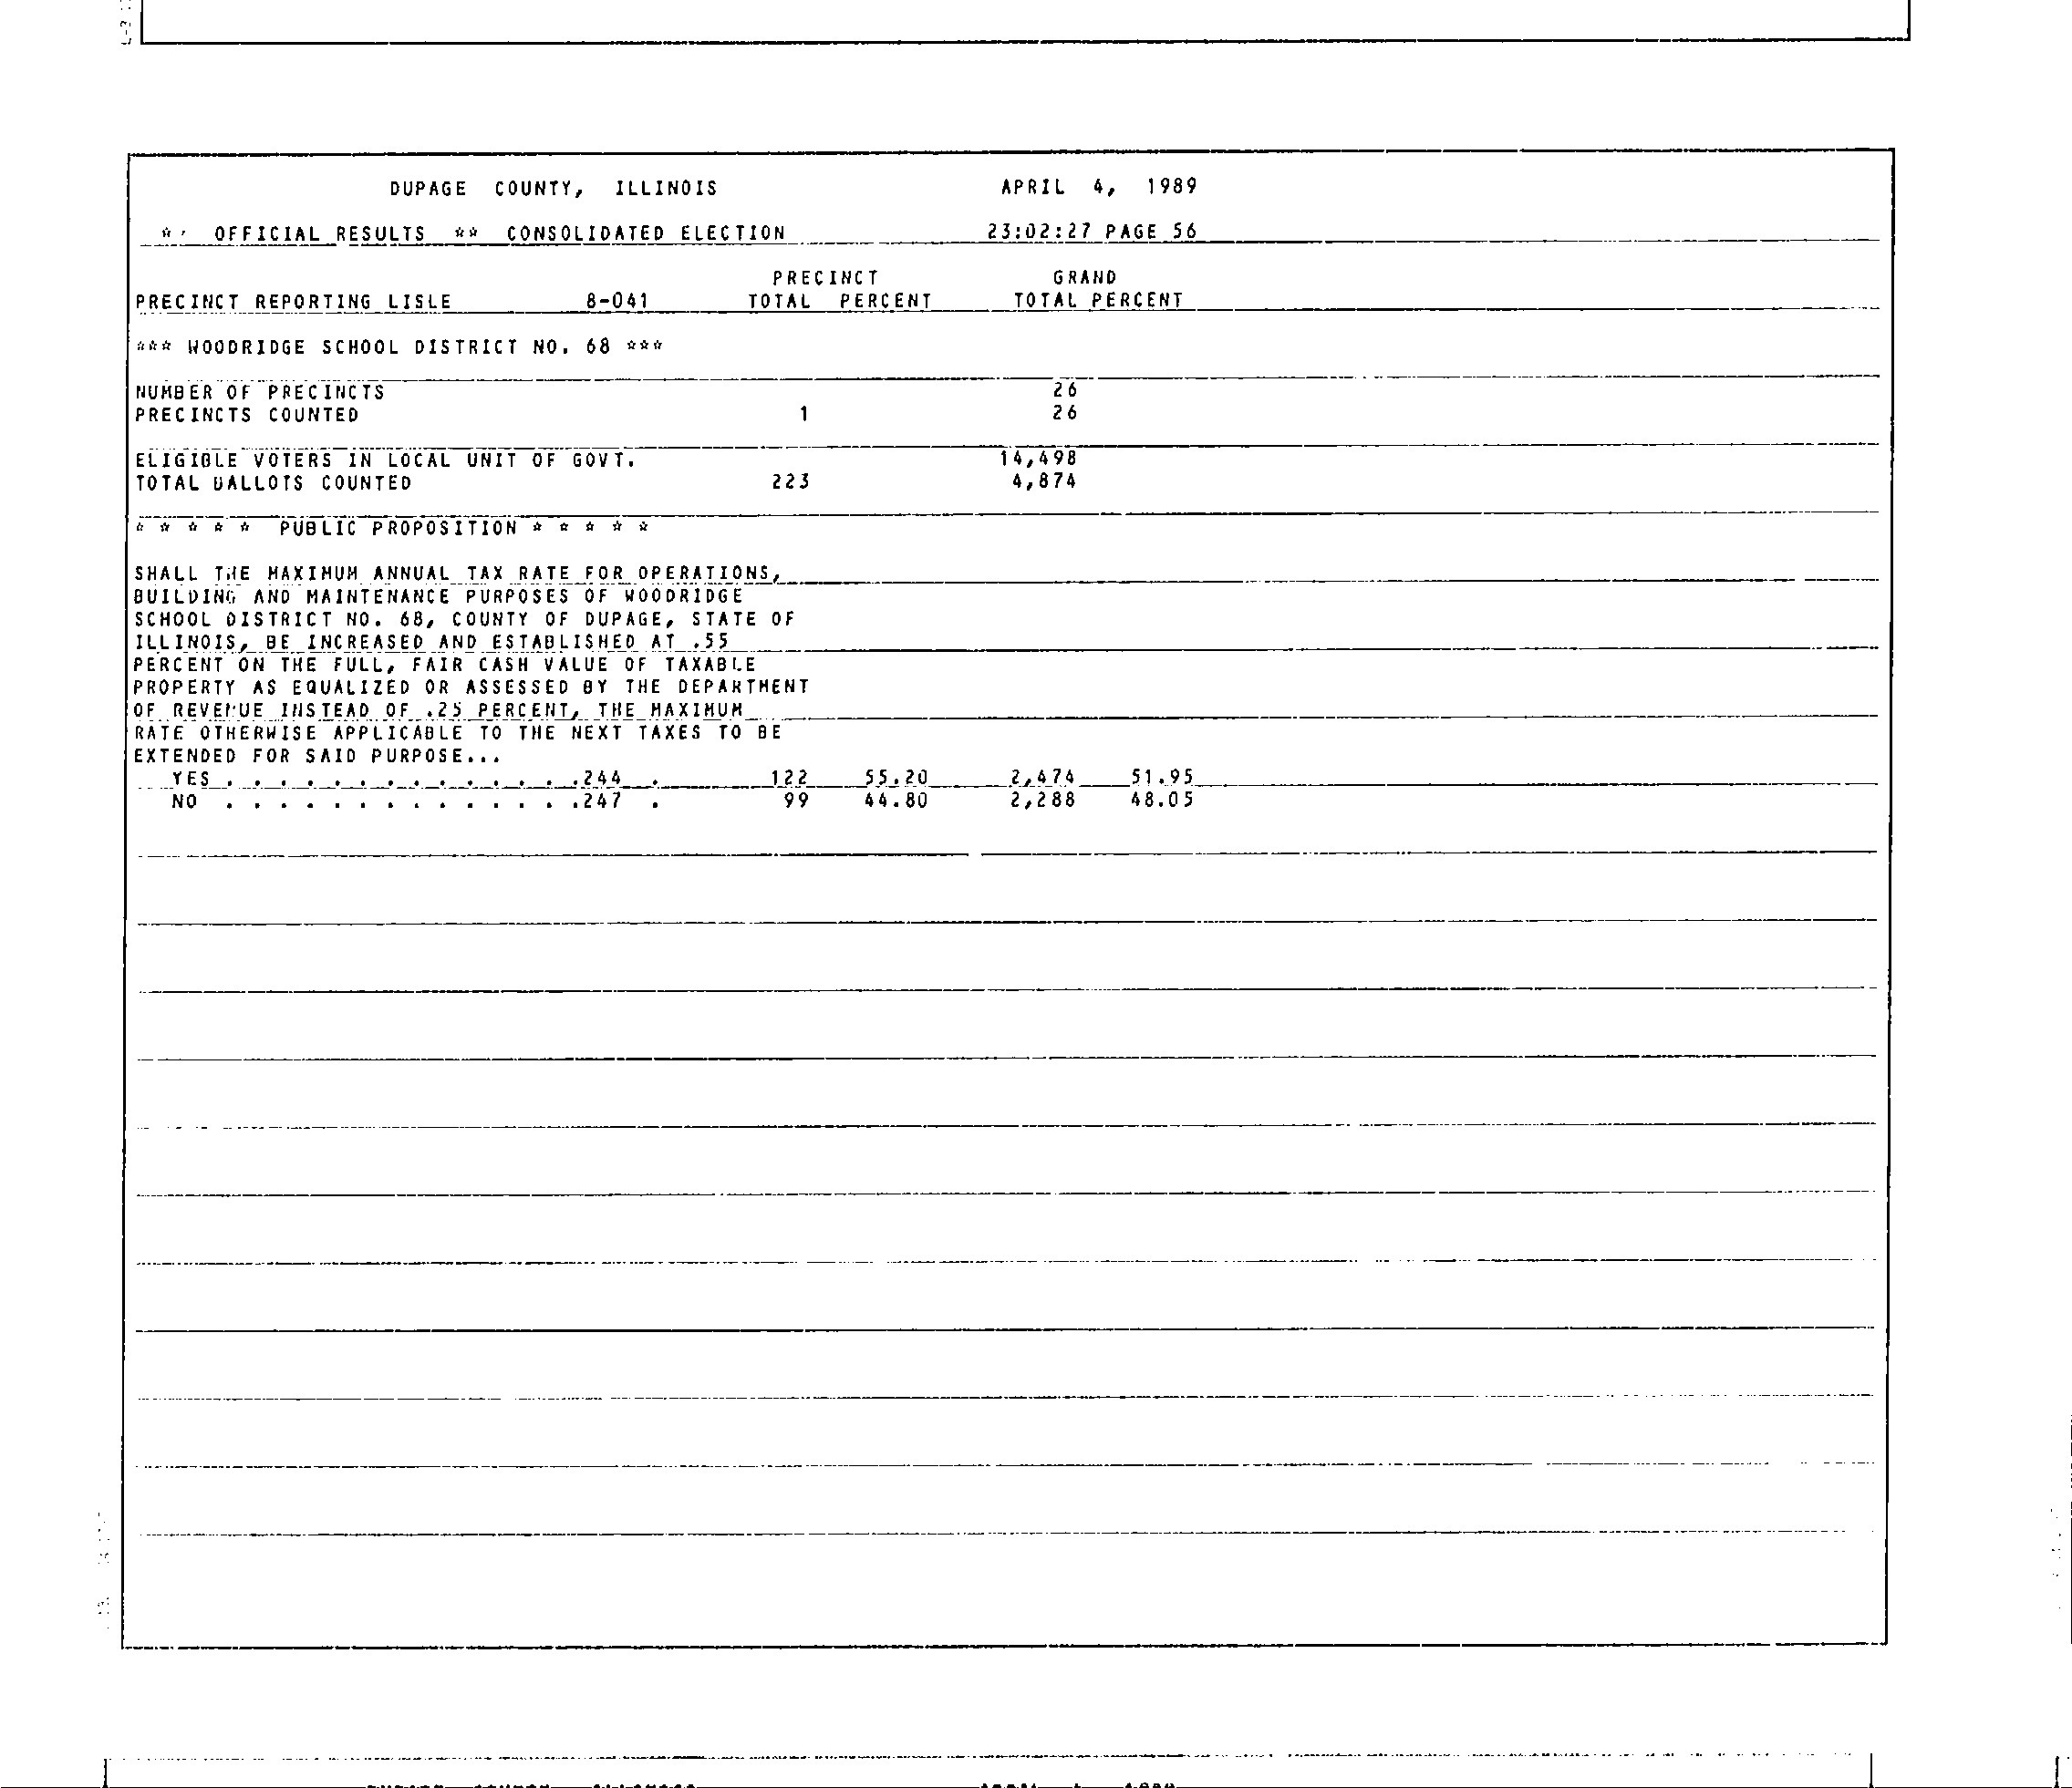 DUPAGE COUNTY, ILLINOIS APRIL 4, 1989
OFFICIAL RESULTS ** CONSOLIDATED ELECTION 23:02:27 PAGE 56
PRECINCT GRAND
PRECINCT REPORTING LISLE 8-041 TOTAL PERCENT TOTAL PERCENT
*** WOODRIDGE SCHOOL DISTRICT NO. 68 ***
NUMBER OF PRECINCTS 26
PRECINCTS COUNTED 1 26
ELIGIBLE VOTERS IN LOCAL UNIT OF GOVT. 14,498
TOTAL BALLOTS COUNTED 223 4,874
* * * * * PUBLIC PROPOSITION * * * * *
SHALL THE MAXIMUM ANNUAL TAX RATE FOR OPERATIONS,
BUILDING AND MAINTENANCE PURPOSES OF WOODRIDGE
SCHOOL DISTRICT NO. 68, COUNTY OF DUPAGE, STATE OF
ILLINOIS, BE INCREASED AND ESTABLISHED AT .55
PERCENT ON THE FULL, FAIR CASH VALUE OF TAXABLE
PROPERTY AS EQUALIZED OR ASSESSED BY THE DEPARTMENT
OF REVENUE INSTEAD OF .25 PERCENT, THE MAXIMUM
RATE OTHERWISE APPLICABLE TO THE NEXT TAXES TO BE
EXTENDED FOR SAID PURPOSE...
YES . . . . . . . . . . . . . .244 . 122 55.20 2,474 51.95
NO . . . . . . . . . . . . . .247 . 99 44.80 2,288 48.05